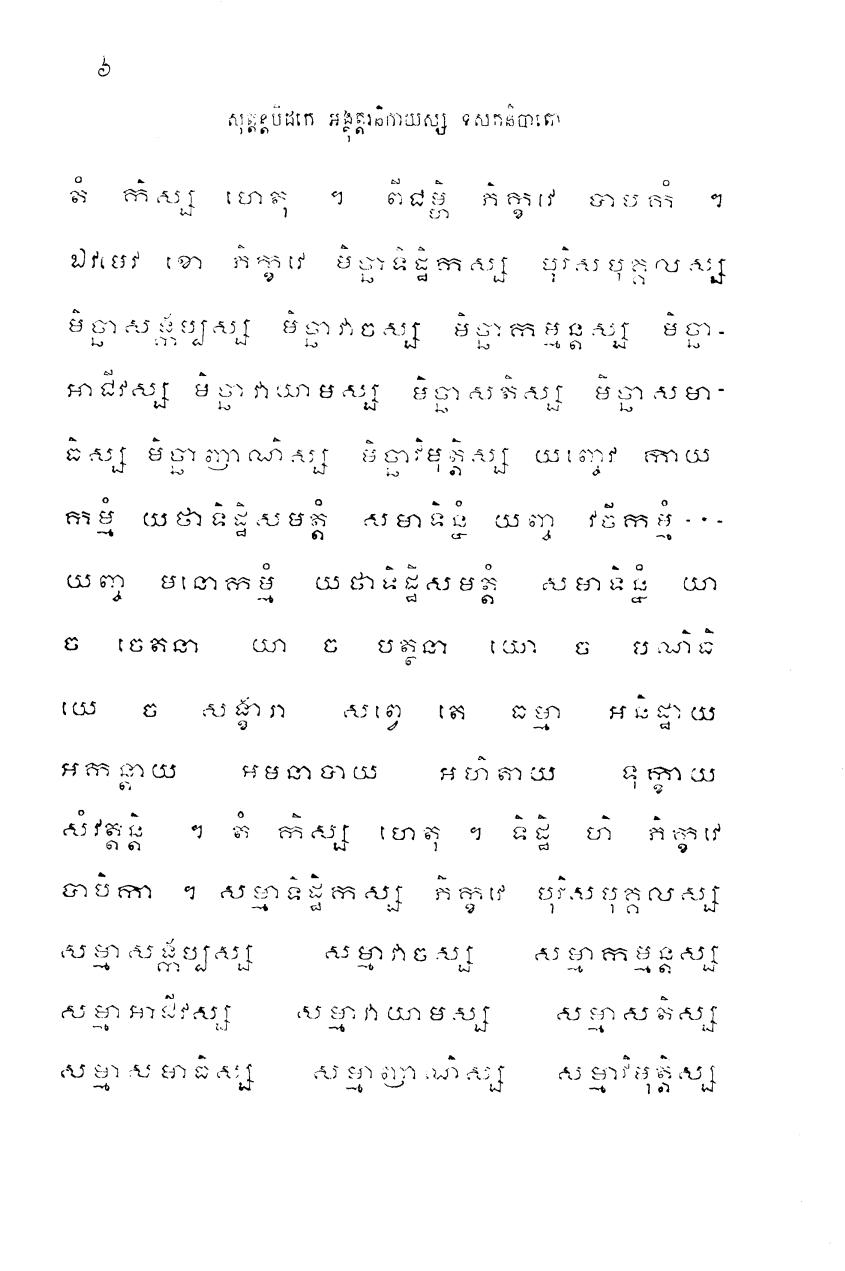 ៦
សុត្តន្តបិដកេ អង្គុត្តរនិកាយស្ស ទសកនិបាតោ
តំ កិស្ស ហេតុ ។ ពីជម្ហិ ភិក្ខវេ បាបកំ ។
ឯវមេវ ខោ ភិក្ខវេ មិច្ឆាទិដ្ឋិកស្ស បុរិសបុគ្គលស្ស
មិច្ឆាសង្កប្បស្ស មិច្ឆាវាចស្ស មិច្ឆាកម្មន្តស្ស មិច្ឆា-
អាជីវស្ស មិច្ឆាវាយាមស្ស មិច្ឆាសតិស្ស មិច្ឆាសមា-
ធិស្ស មិច្ឆាញាណិស្ស មិច្ឆាវិមុត្តិស្ស យញ្ចេវ កាយ
កម្មំ យថាទិដ្ឋិសមត្តំ សមាទិន្នំ យញ្ច វចីកម្មំ ...
យញ្ច មនោកម្មំ យថាទិដ្ឋិសមត្តំ សមាទិន្នំ យា
ច ចេតនា យា ច បត្ថនា យោ ច បណិធិ
យេ ច សង្ខារា សព្វេ តេ ធម្មា អនិដ្ឋាយ
អកន្តាយ អមនាបាយ អហិតាយ ទុក្ខាយ
សំវត្តន្តិ ។ តំ កិស្ស ហេតុ ។ ទិដ្ឋិ ហិ ភិក្ខវេ
បាបិកា ។ សម្មាទិដ្ឋិកស្ស ភិក្ខវេ បុរិសបុគ្គលស្ស
សម្មាសង្កប្បស្ស សម្មាវាចស្ស សម្មាកម្មន្តស្ស
សម្មាអាជីវស្ស សម្មាវាយាមស្ស សម្មាសតិស្ស
សម្មាសមាធិស្ស សម្មាញាណិស្ស សម្មាវិមុត្តិស្ស